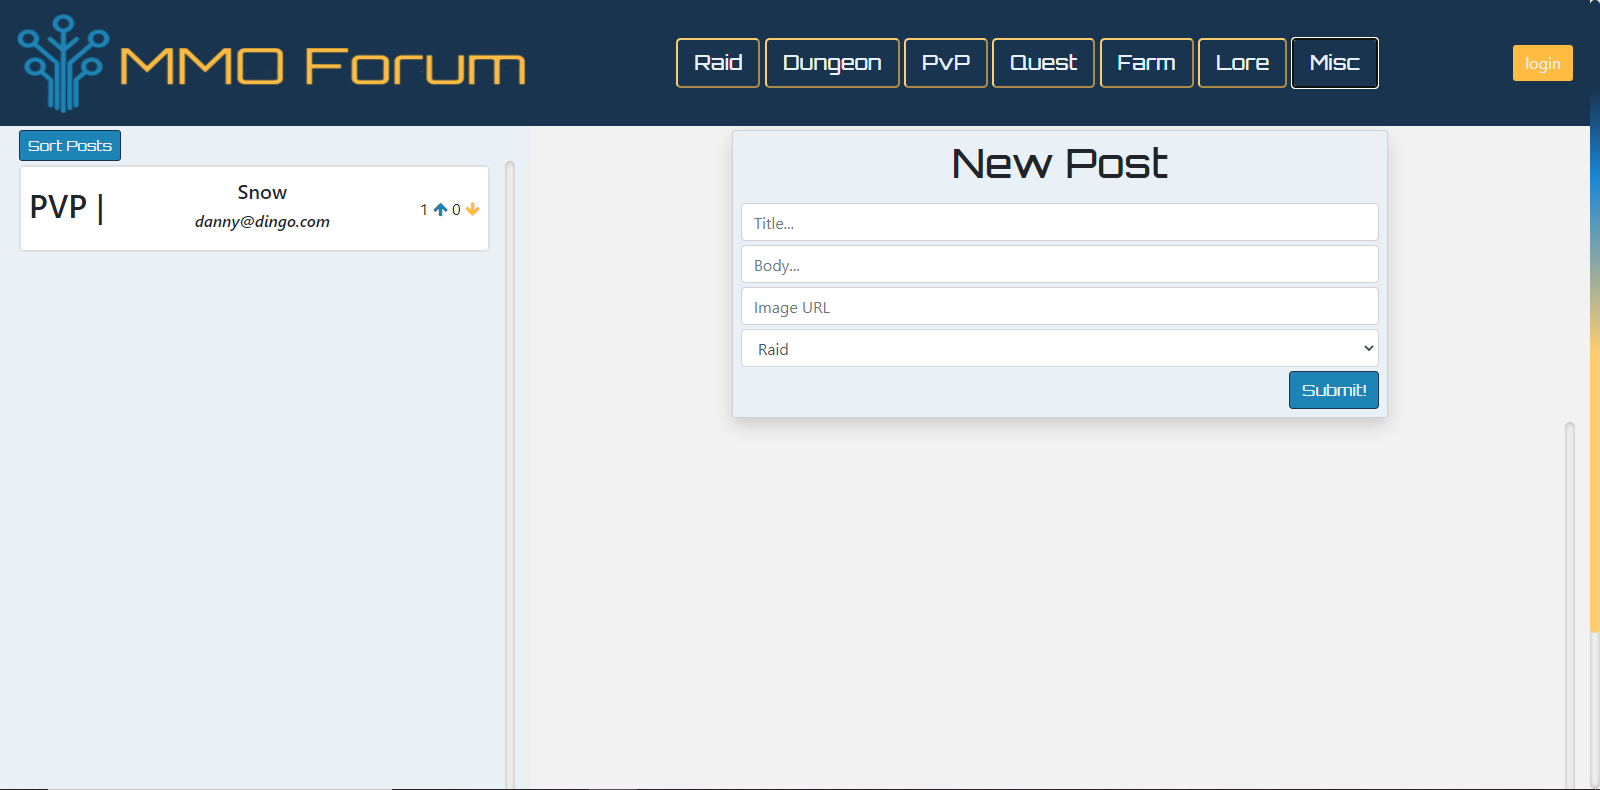 MMO Forum
Raid Dungeon PvP Quest Farm Lore Misc
login
Sort Posts
PVP |
Snow
danny@dingo.com
1 0
New Post
Title...
Body...
Image URL
Raid
Submit!